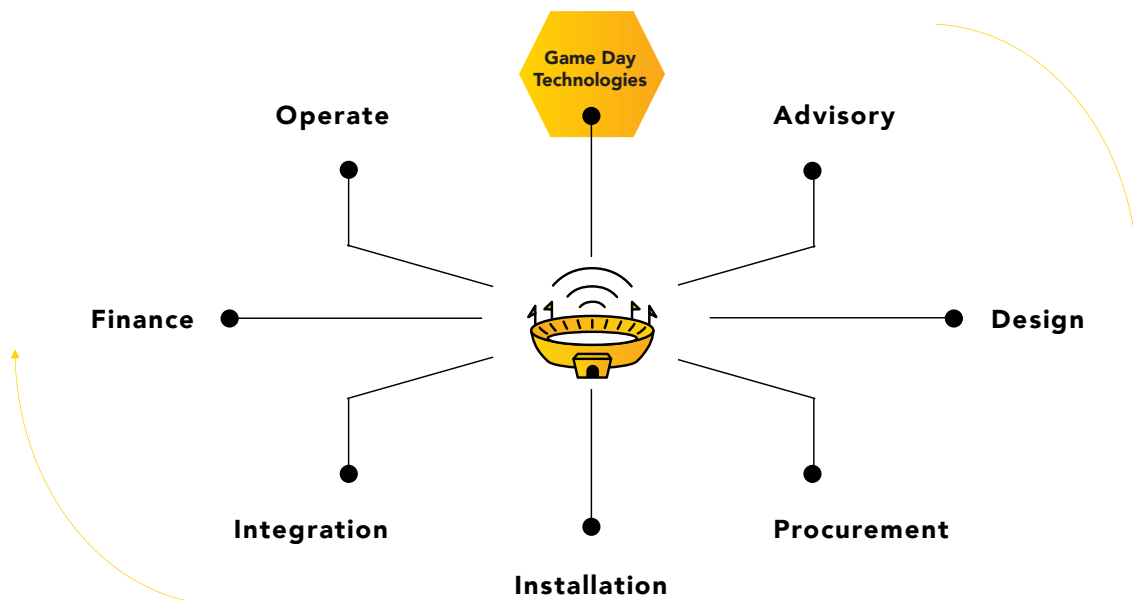 Game Day
Technologies
Operate
Advisory
Finance
Design
Integration
Procurement
Installation